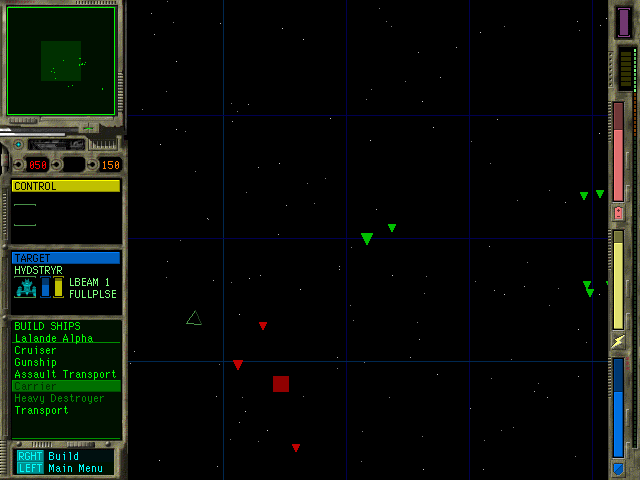 050 150
CONTROL
TARGET
HYDSTRYR
LBEAM 1
FULLPLSE
BUILD SHIPS
Lalande Alpha
Cruiser
Gunship
Assault Transport
Carrier
Heavy Destroyer
Transport
RGHT Build
LEFT Main Menu